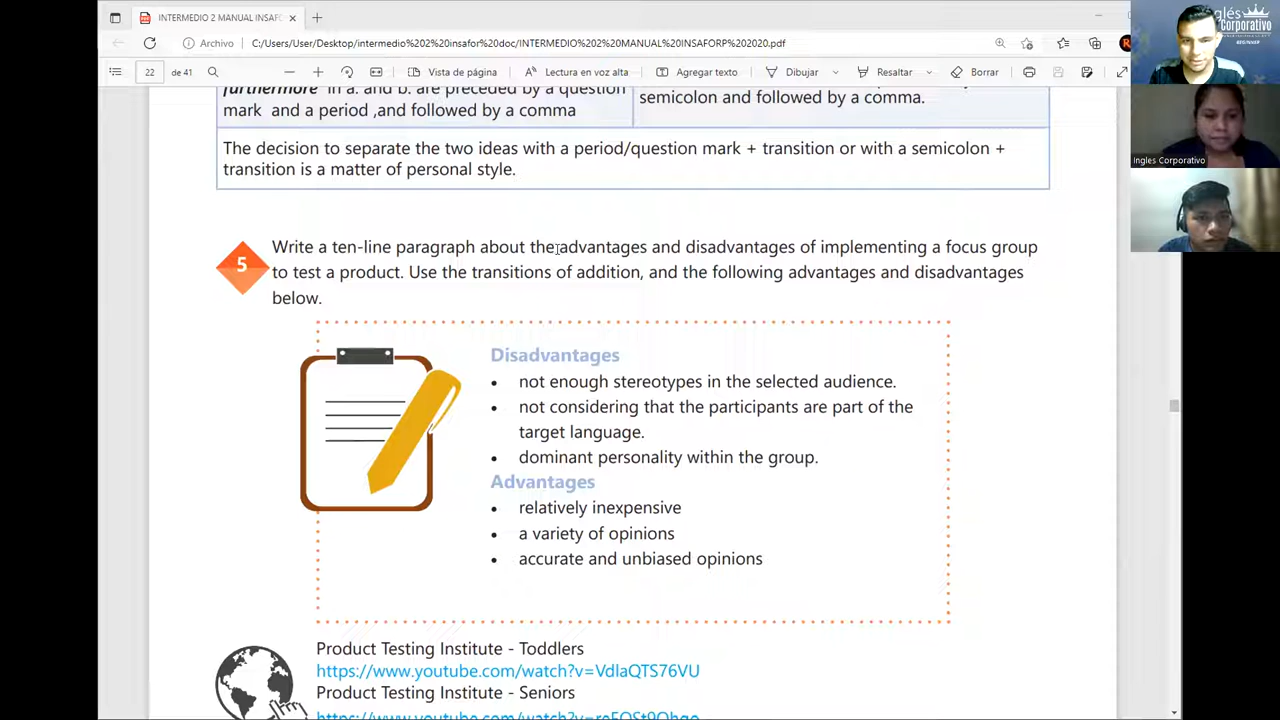 INTERMEDIO 2 MANUAL INSAFO
Archivo C:/Users/User/Desktop/intermedio%202%20insafor%20doc/INTERMEDIO%202%20MANUAL%20INSAFORP%202020.pdf
22 de 41 Vista de página Lectura en voz alta Agregar texto Dibujar Resaltar Borrar
glés
Corporativo
BEGINNER
Ingles Corporativo
furthermore in a. and b. are preceded by a question
mark and a period ,and followed by a comma
semicolon and followed by a comma.
The decision to separate the two ideas with a period/question mark + transition or with a semicolon +
transition is a matter of personal style.
5
Write a ten-line paragraph about the advantages and disadvantages of implementing a focus group
to test a product. Use the transitions of addition, and the following advantages and disadvantages
below.
Disadvantages
• not enough stereotypes in the selected audience.
• not considering that the participants are part of the
target language.
• dominant personality within the group.
Advantages
• relatively inexpensive
• a variety of opinions
• accurate and unbiased opinions
Product Testing Institute - Toddlers
https://www.youtube.com/watch?v=VdlaQTS76VU
Product Testing Institute - Seniors